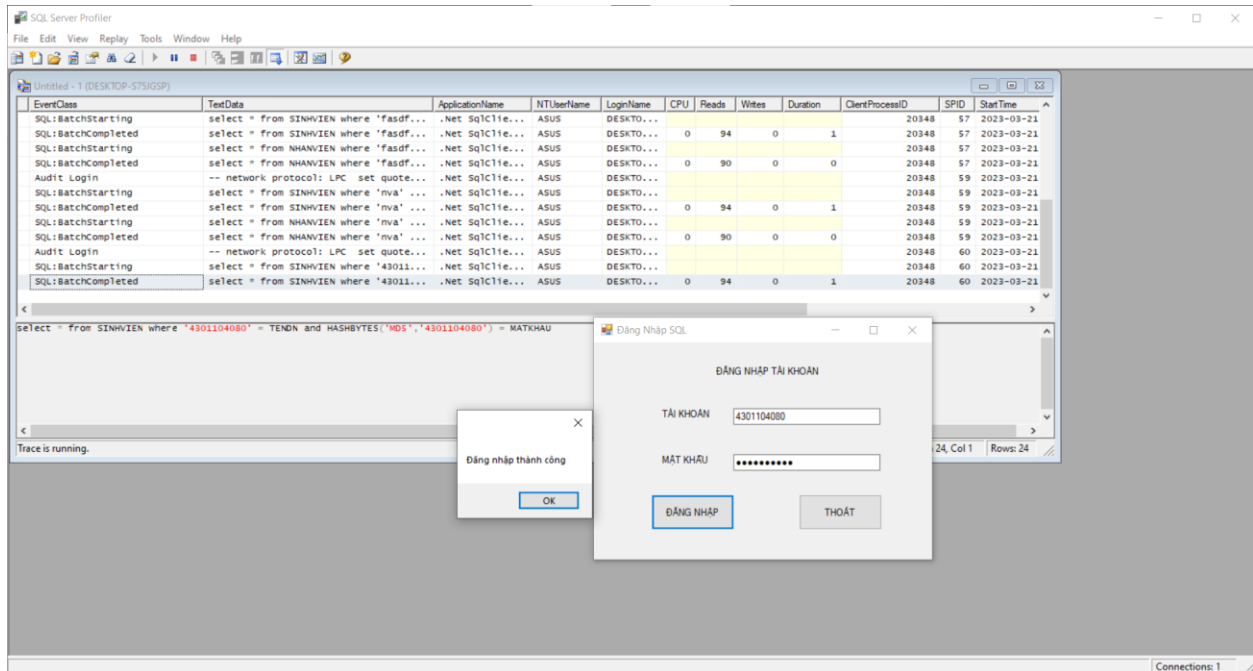 SQL Server Profiler
File Edit View Replay Tools Window Help
Untitled - 1 (DESKTOP-S75JGSP)
EventClass TextData ApplicationName NTUserName LoginName CPU Reads Writes Duration ClientProcessID SPID StartTime
SQL:BatchStarting select * from SINHVIEN where 'fasdf... .Net SqlClie... ASUS DESKTO... 20348 57 2023-03-21
SQL:BatchCompleted select * from SINHVIEN where 'fasdf... .Net SqlClie... ASUS DESKTO... 0 94 0 1 20348 57 2023-03-21
SQL:BatchStarting select * from NHANVIEN where 'fasdf... .Net SqlClie... ASUS DESKTO... 20348 57 2023-03-21
SQL:BatchCompleted select * from NHANVIEN where 'fasdf... .Net SqlClie... ASUS DESKTO... 0 90 0 0 20348 57 2023-03-21
Audit Login -- network protocol: LPC set quote... .Net SqlClie... ASUS DESKTO... 20348 59 2023-03-21
SQL:BatchStarting select * from SINHVIEN where 'nva' ... .Net SqlClie... ASUS DESKTO... 20348 59 2023-03-21
SQL:BatchCompleted select * from SINHVIEN where 'nva' ... .Net SqlClie... ASUS DESKTO... 0 94 0 1 20348 59 2023-03-21
SQL:BatchStarting select * from NHANVIEN where 'nva' ... .Net SqlClie... ASUS DESKTO... 20348 59 2023-03-21
SQL:BatchCompleted select * from NHANVIEN where 'nva' ... .Net SqlClie... ASUS DESKTO... 0 90 0 0 20348 59 2023-03-21
Audit Login -- network protocol: LPC set quote... .Net SqlClie... ASUS DESKTO... 20348 60 2023-03-21
SQL:BatchStarting select * from SINHVIEN where '43011... .Net SqlClie... ASUS DESKTO... 20348 60 2023-03-21
SQL:BatchCompleted select * from SINHVIEN where '43011... .Net SqlClie... ASUS DESKTO... 0 94 0 1 20348 60 2023-03-21
select * from SINHVIEN where '4301104080' = TENDN and HASHBYTES('MD5','4301104080') = MATKHAU
Đăng Nhập SQL
ĐĂNG NHẬP TÀI KHOẢN
TÀI KHOẢN 4301104080
MẬT KHẨU ●●●●●●●●●●
ĐĂNG NHẬP THOÁT
Đăng nhập thành công
OK
Trace is running. 24, Col 1 Rows: 24
Connections: 1